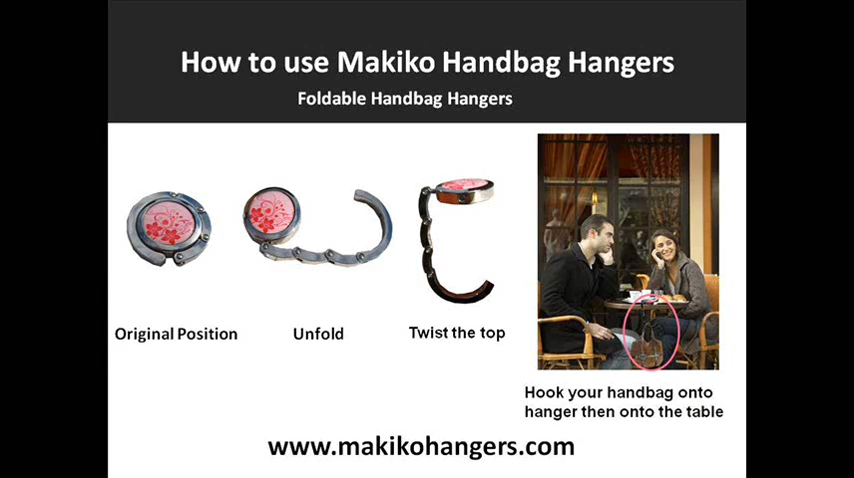 How to use Makiko Handbag Hangers
Foldable Handbag Hangers
Original Position
Unfold
Twist the top
Hook your handbag onto
hanger then onto the table
www.makikohangers.com